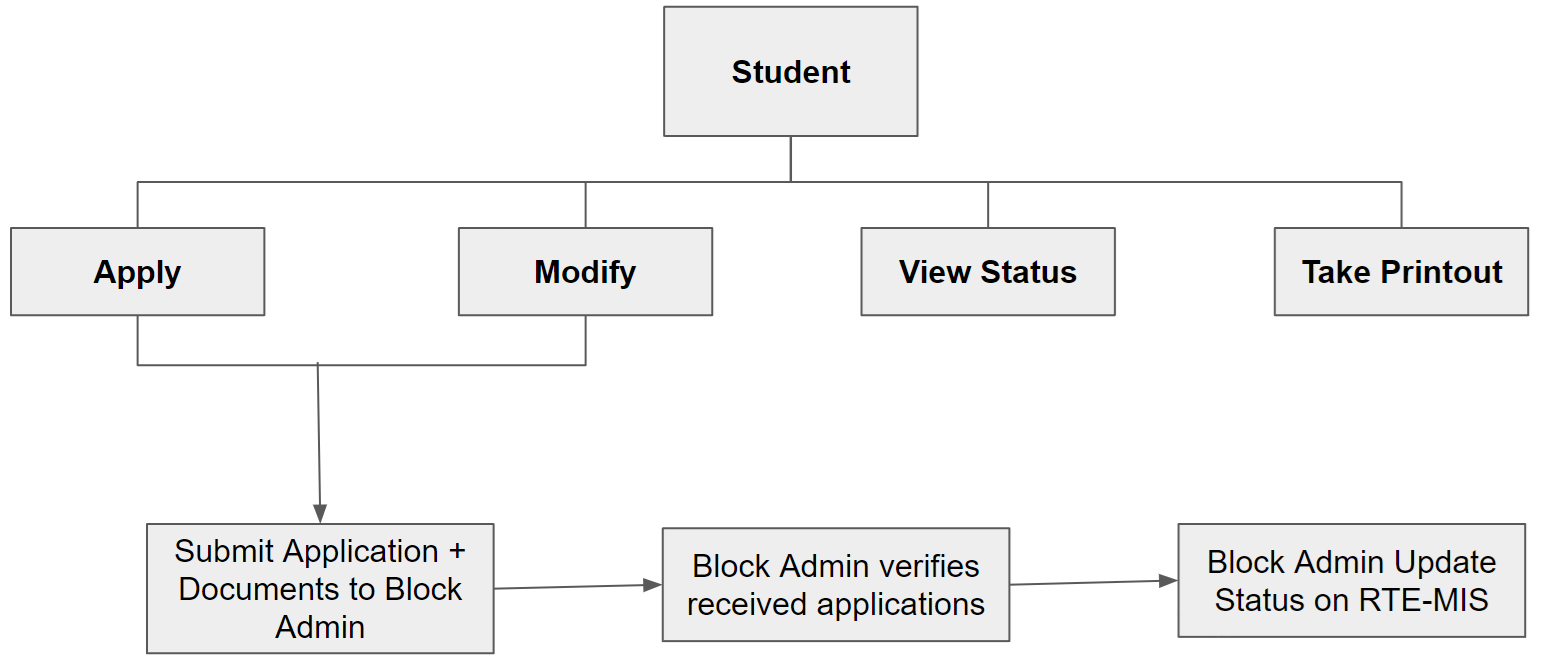 Student
Apply
Modify
View Status
Take Printout
Submit Application +
Documents to Block
Admin
Block Admin verifies
received applications
Block Admin Update
Status on RTE-MIS